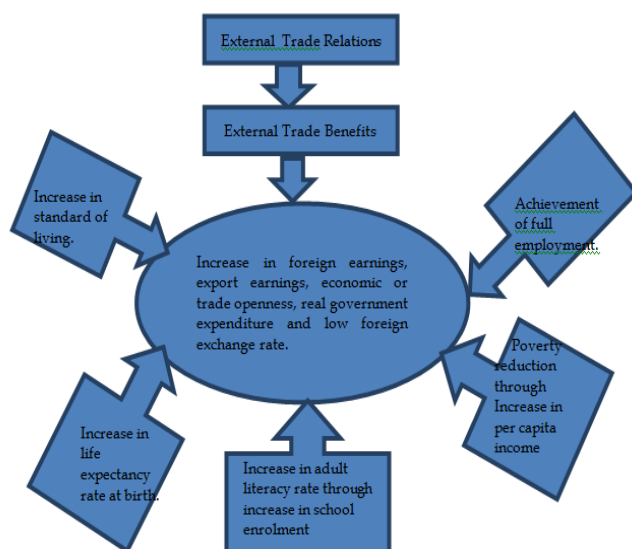 External Trade Relations
External Trade Benefits
Increase in
standard of
living.
Achievement
of full
employment.
Increase in foreign earnings,
export earnings, economic or
trade openness, real government
expenditure and low foreign
exchange rate.
Poverty
reduction
through
Increase in
per capita
income
Increase in
life
expectancy
rate at birth.
Increase in adult
literacy rate through
increase in school
enrolment